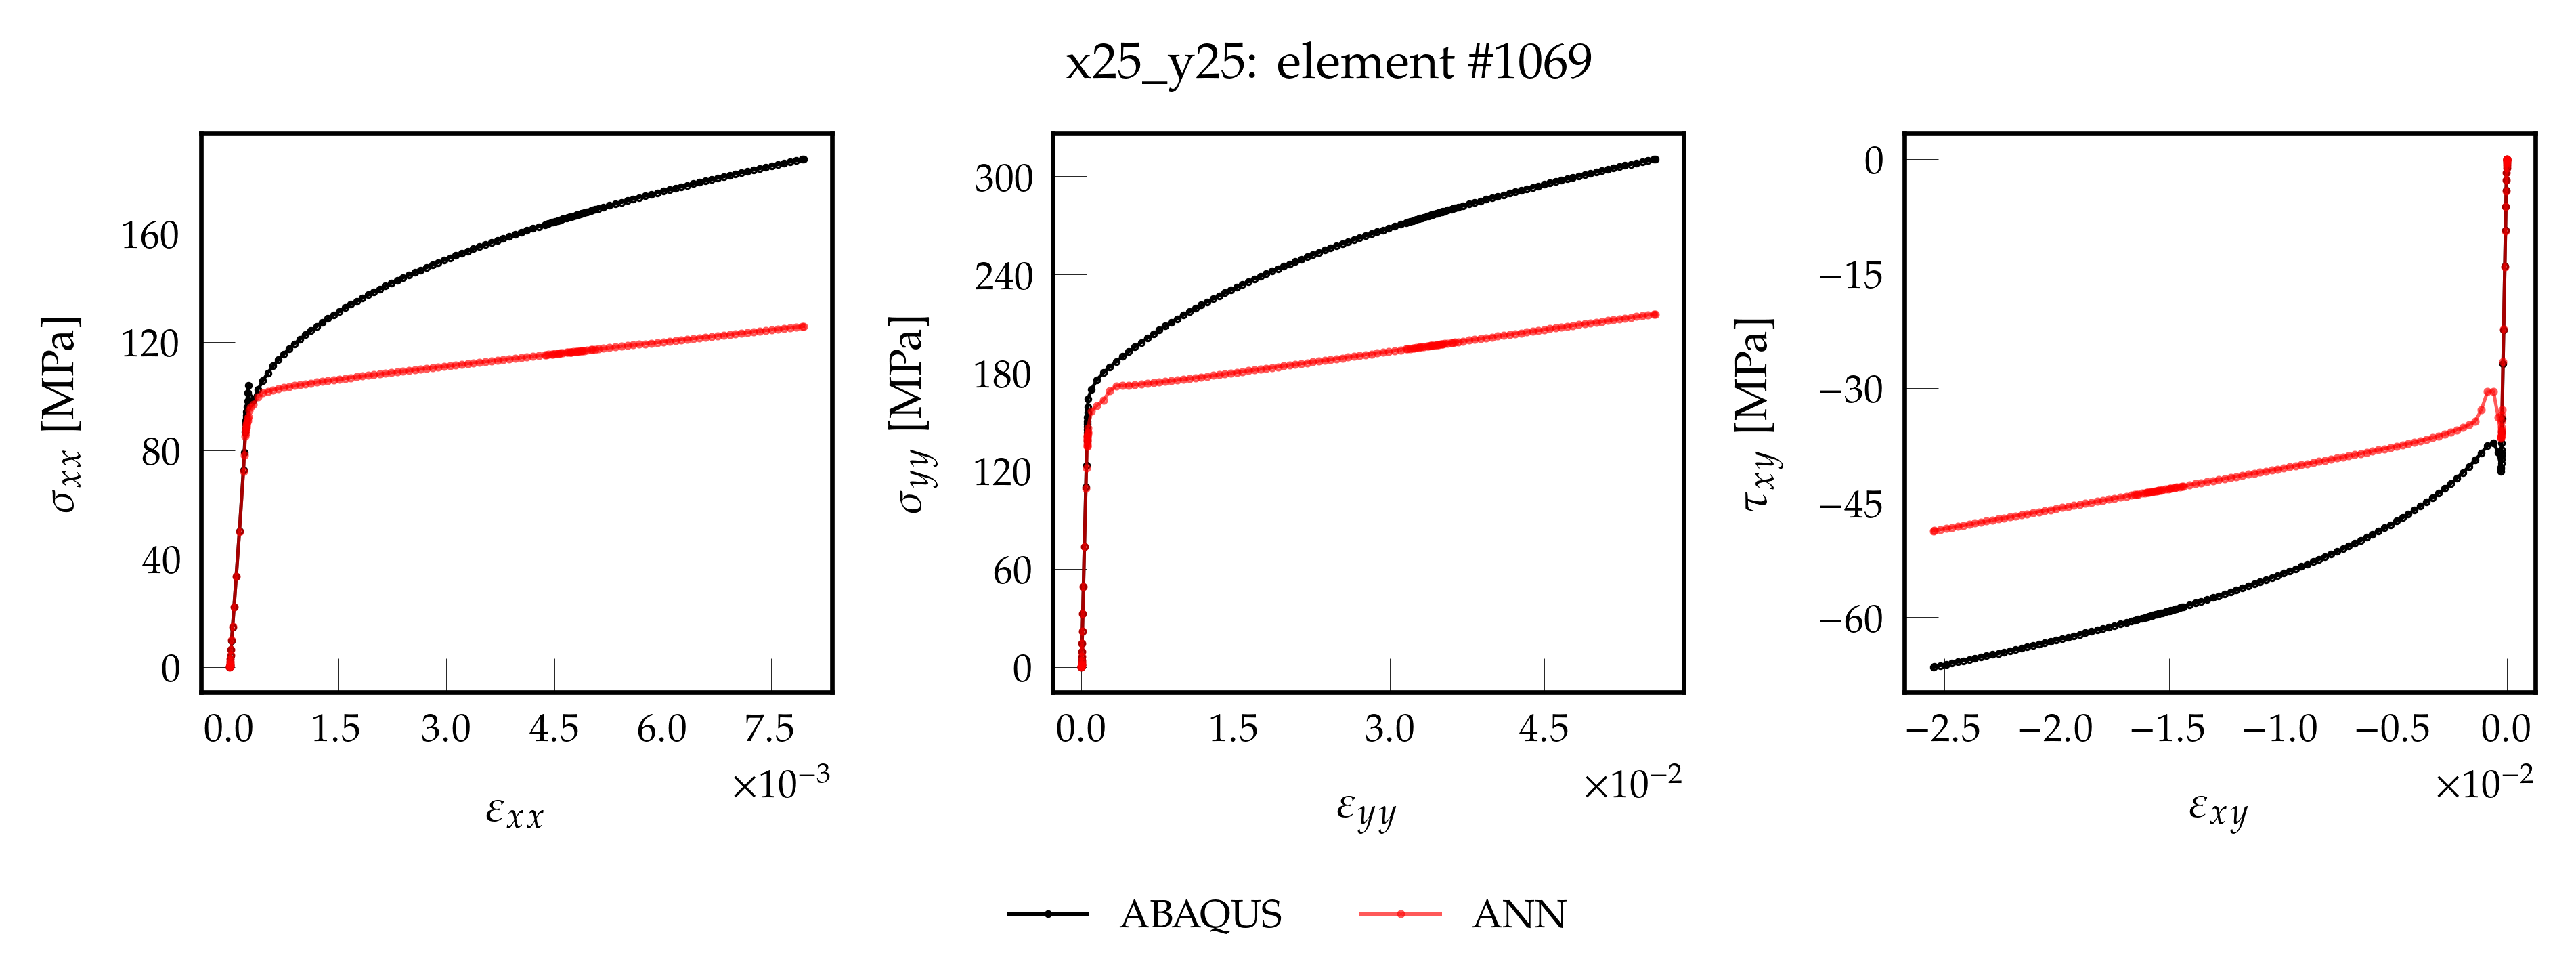 x25_y25: element #1069
σxx [MPa]
160
120
80
40
0
0.0 1.5 3.0 4.5 6.0 7.5
×10−3
εxx
σyy [MPa]
300
240
180
120
60
0
0.0 1.5 3.0 4.5
×10−2
εyy
τxy [MPa]
0
−15
−30
−45
−60
−2.5 −2.0 −1.5 −1.0 −0.5 0.0
×10−2
εxy
ABAQUS ANN